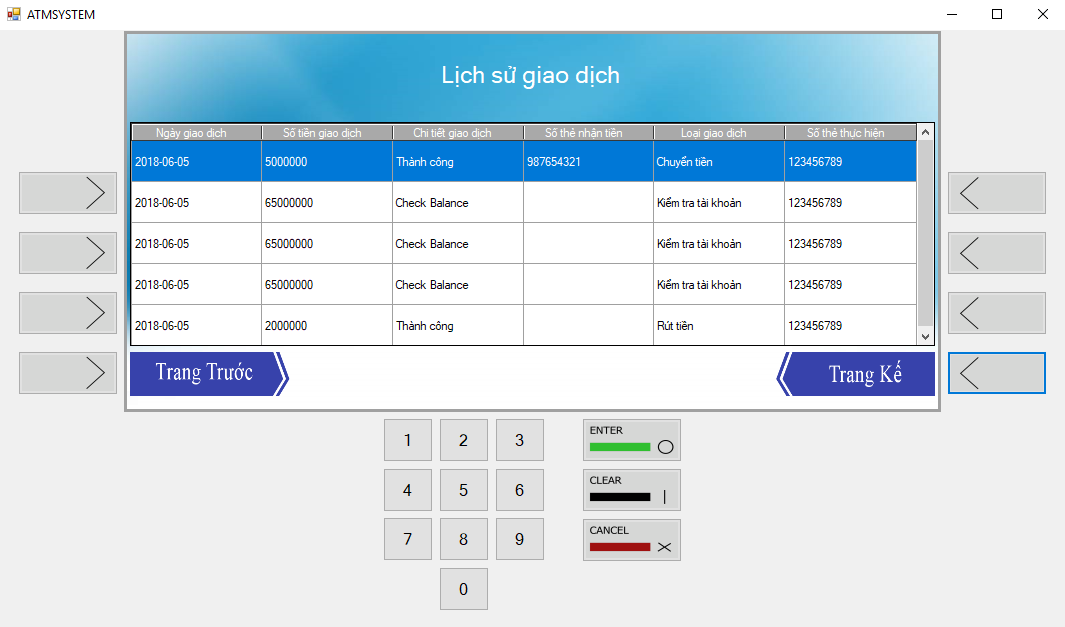 ATMSYSTEM
Lịch sử giao dịch
Ngày giao dịch Số tiền giao dịch Chi tiết giao dịch Số thẻ nhận tiền Loại giao dịch Số thẻ thực hiện
2018-06-05 5000000 Thành công 987654321 Chuyển tiền 123456789
2018-06-05 65000000 Check Balance Kiểm tra tài khoản 123456789
2018-06-05 65000000 Check Balance Kiểm tra tài khoản 123456789
2018-06-05 65000000 Check Balance Kiểm tra tài khoản 123456789
2018-06-05 2000000 Thành công Rút tiền 123456789
Trang Trước Trang Kế
1 2 3 ENTER
4 5 6 CLEAR
7 8 9 CANCEL
0